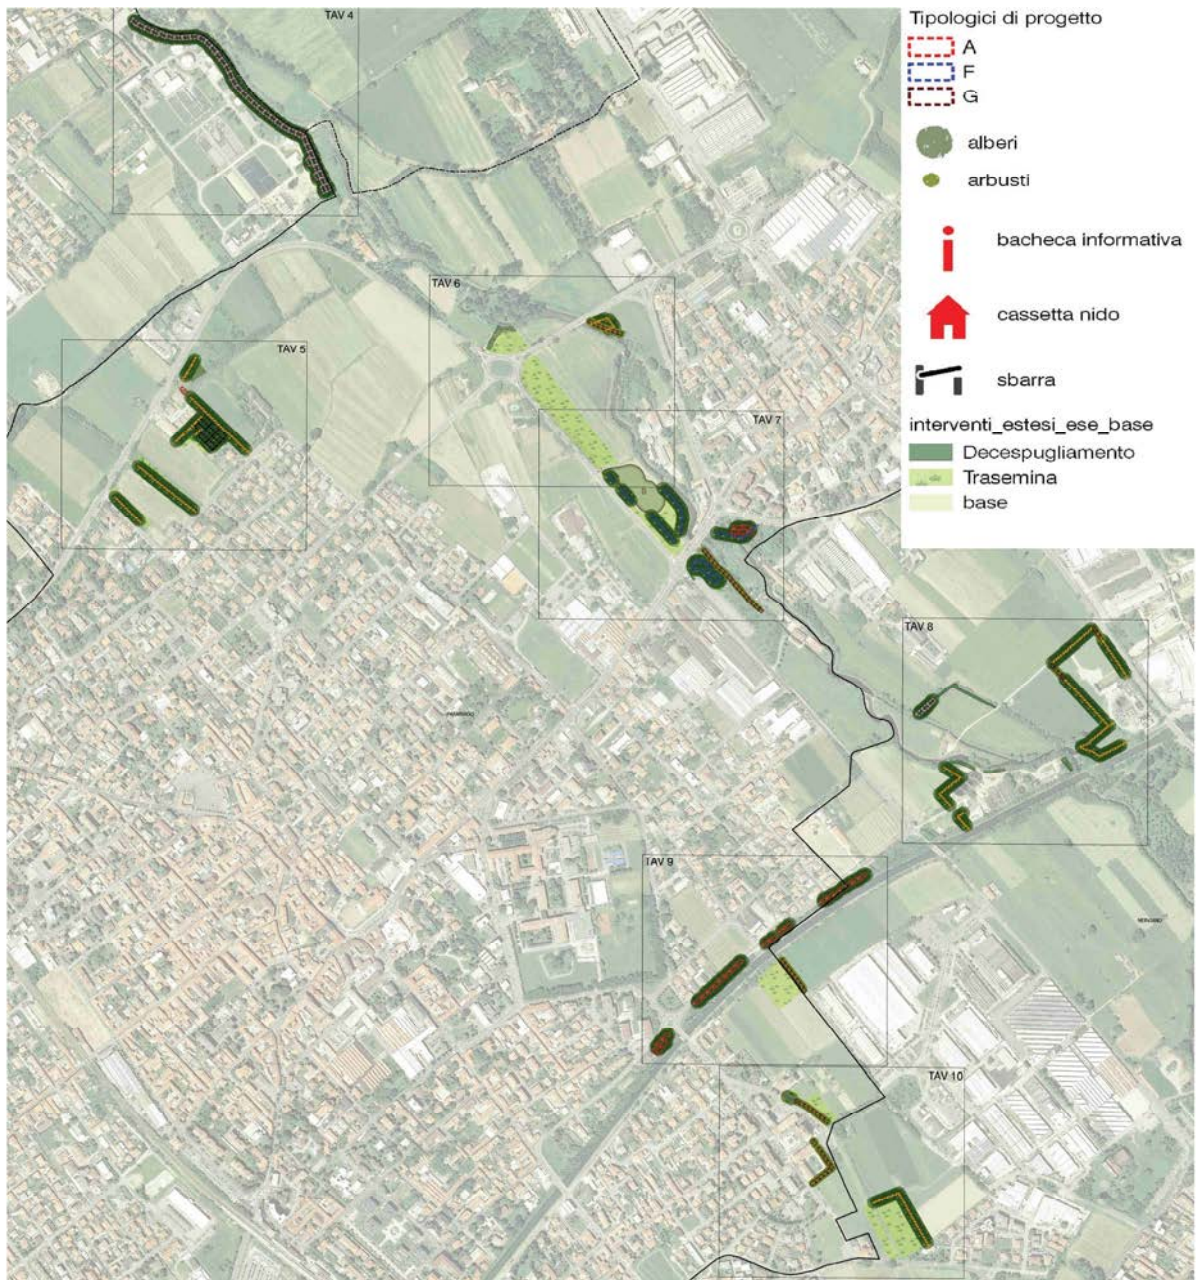 TAV 4
Tipologici di progetto
A
F
G
alberi
arbusti
bacheca informativa
cassetta nido
sbarra
interventi_estesi_ese_base
Decespugliamento
Trasemina
base
TAV 6
TAV 5
TAV 7
TAV 8
TAV 9
TAV 10